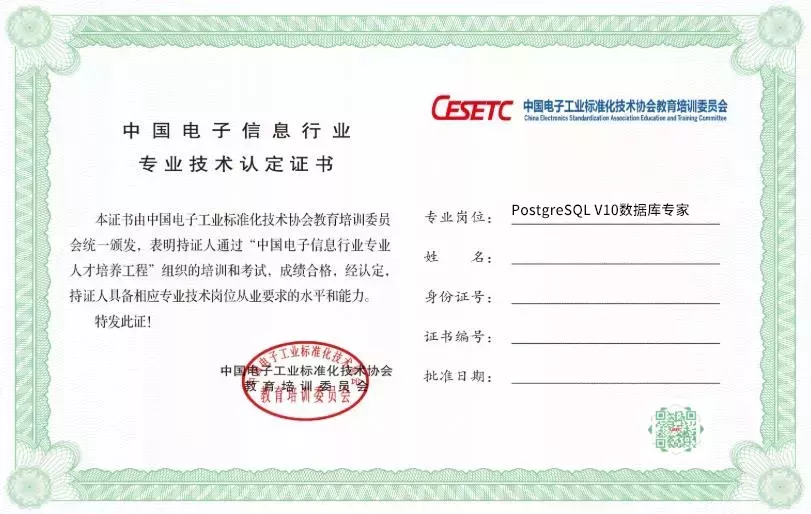 中国电子信息行业
专业技术认定证书
本证书由中国电子工业标准化技术协会教育培训委员
会统一颁发，表明持证人通过“中国电子信息行业专业
人才培养工程”组织的培训和考试，成绩合格，经认定，
持证人具备相应专业技术岗位从业要求的水平和能力。
特发此证！
中国电子工业标准化技术协会
教育培训委员会
中国电子工业标准化技术协会
教育培训委员会
CESETC 中国电子工业标准化技术协会教育培训委员会
China Electronics Standardization Association Education and Training Committee
专业岗位： PostgreSQL V10数据库专家
姓 名：
身份证号：
证书编号：
批准日期：
CESETC